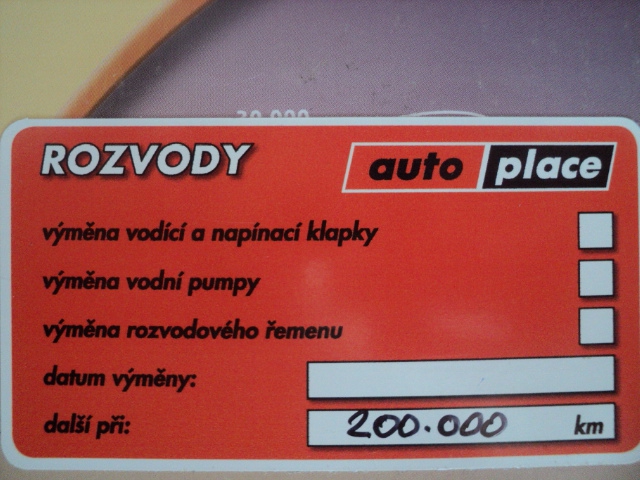 ROZVODY
auto place
výměna vodící a napínací klapky
výměna vodní pumpy
výměna rozvodového řemenu
datum výměny:
další při: 200.000 km